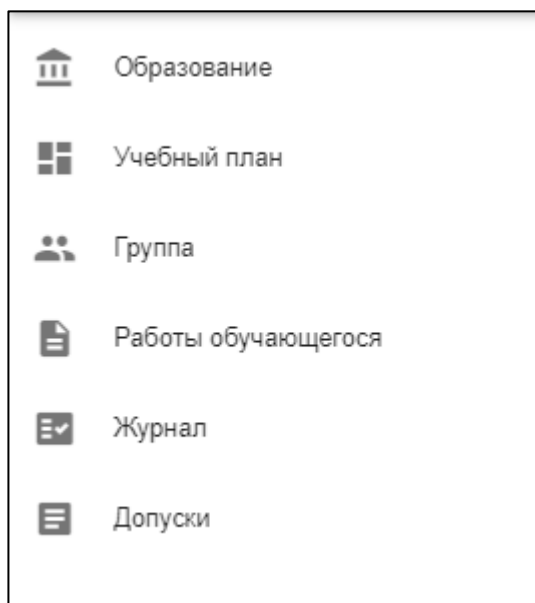 Образование
Учебный план
Группа
Работы обучающегося
Журнал
Допуски